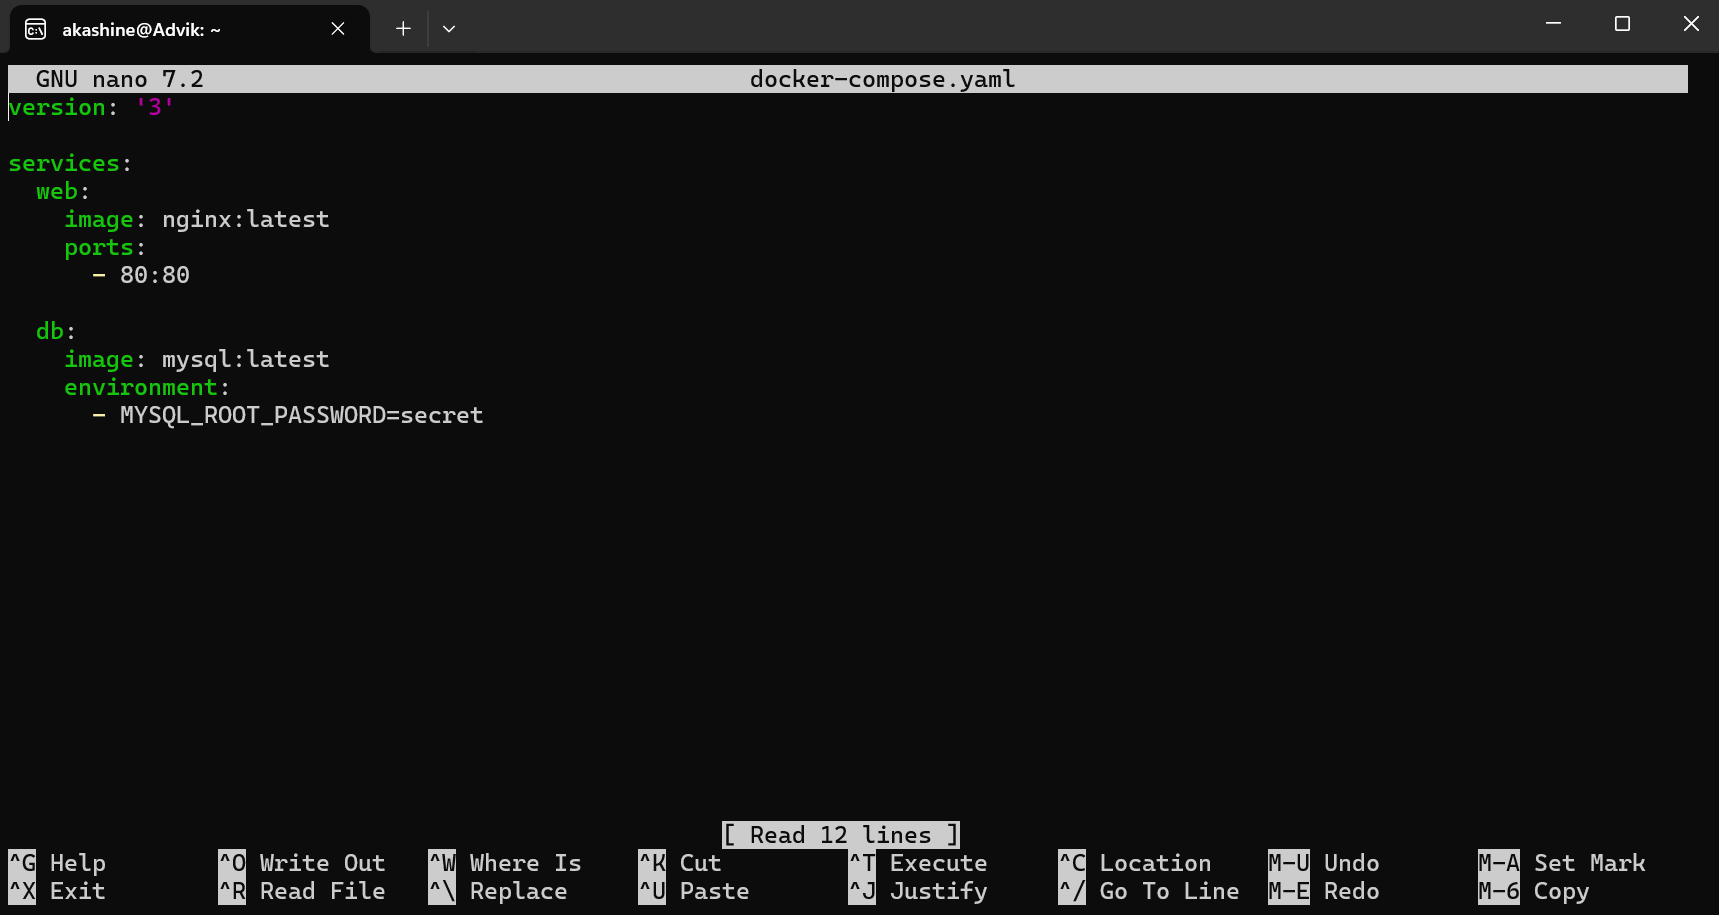 akashine@Advik: ~
GNU nano 7.2 docker-compose.yaml
version: '3'

services:
  web:
    image: nginx:latest
    ports:
      - 80:80

  db:
    image: mysql:latest
    environment:
      - MYSQL_ROOT_PASSWORD=secret

[ Read 12 lines ]
^G Help ^O Write Out ^W Where Is ^K Cut ^T Execute ^C Location M-U Undo M-A Set Mark
^X Exit ^R Read File ^\ Replace ^U Paste ^J Justify ^/ Go To Line M-E Redo M-6 Copy